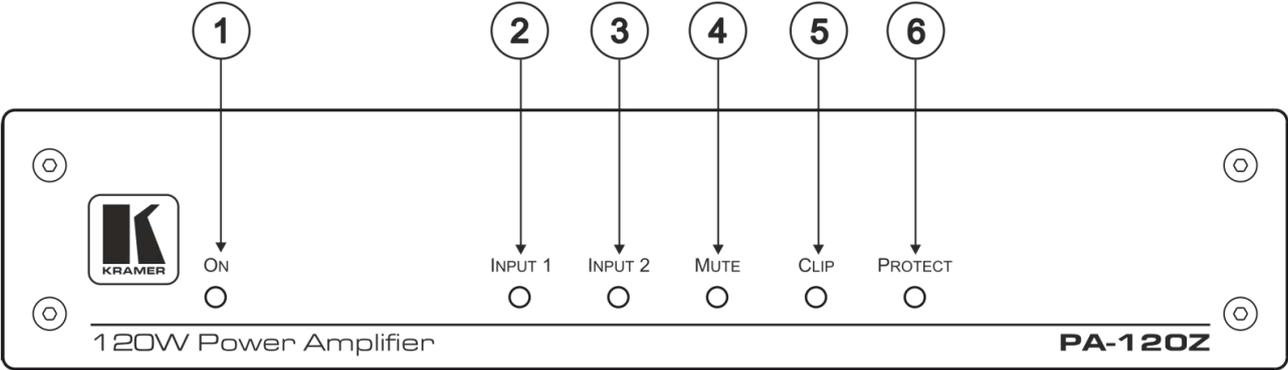 1 2 3 4 5 6
KRAMER
ON INPUT 1 INPUT 2 MUTE CLIP PROTECT
120W Power Amplifier PA-120Z